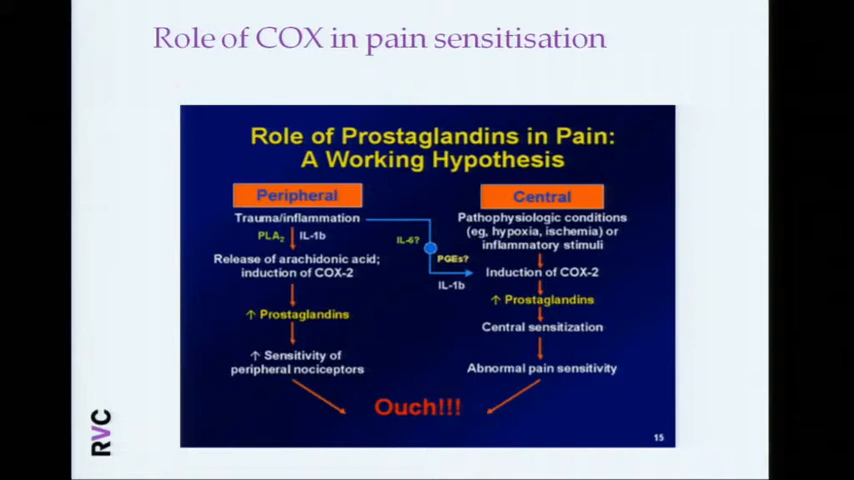 Role of COX in pain sensitisation
Role of Prostaglandins in Pain:
A Working Hypothesis
Peripheral
Trauma/inflammation
PLA₂ IL-1b
Release of arachidonic acid;
induction of COX-2
↑ Prostaglandins
↑ Sensitivity of
peripheral nociceptors
IL-6?
PGEs?
IL-1b
Central
Pathophysiologic conditions
(eg, hypoxia, ischemia) or
inflammatory stimuli
Induction of COX-2
↑ Prostaglandins
Central sensitization
Abnormal pain sensitivity
Ouch!!!
15
RVC